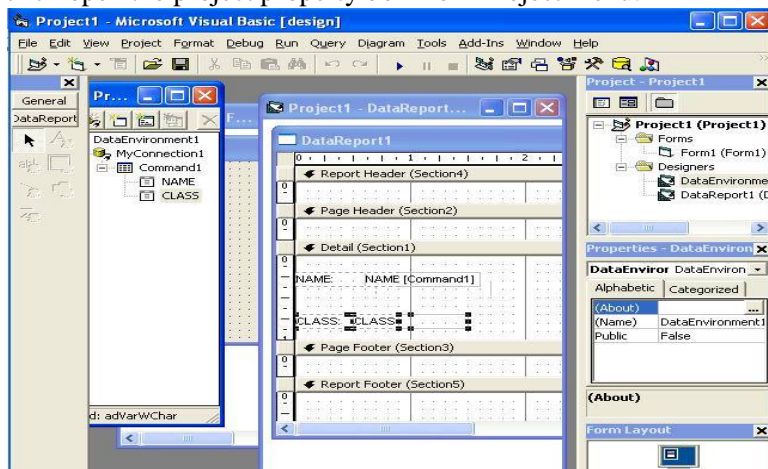 Project1 - Microsoft Visual Basic [design]
File Edit View Project Format Debug Run Query Diagram Tools Add-Ins Window Help
General
DataReport
Pr...
DataEnvironment1
MyConnection1
Command1
NAME
CLASS
d: adVarWChar
F...
Project1 - DataReport...
DataReport1
Report Header (Section4)
Page Header (Section2)
Detail (Section1)
NAME: NAME [Command1]
CLASS: CLASS
Page Footer (Section3)
Report Footer (Section5)
Project - Project1
Project1 (Project1)
Forms
Form1 (Form1)
Designers
DataEnvironme
DataReport1 (D
Properties - DataEnviron
DataEnviror DataEnviron
Alphabetic Categorized
(About) ...
(Name) DataEnvironment1
Public False
(About)
Form Layout